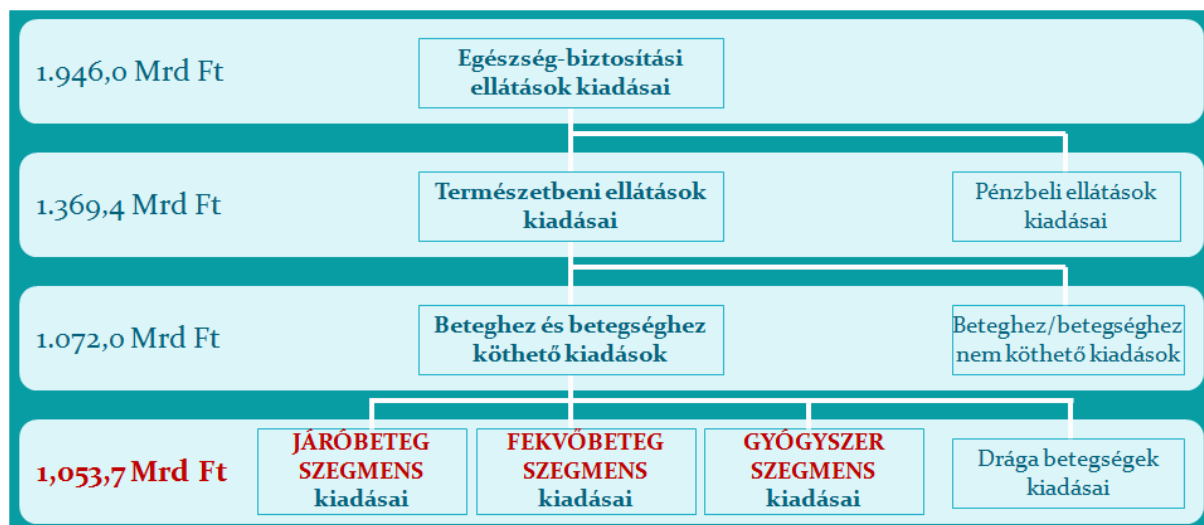 1.946,0 Mrd Ft
Egészség-biztosítási
ellátások kiadásai
1.369,4 Mrd Ft
Természetbeni ellátások
kiadásai
Pénzbeli ellátások
kiadásai
1.072,0 Mrd Ft
Beteghez és betegséghez
köthető kiadások
Beteghez/betegséghez
nem köthető kiadások
1,053,7 Mrd Ft
JÁRÓBETEG
SZEGMENS
kiadásai
FEKVŐBETEG
SZEGMENS
kiadásai
GYÓGYSZER
SZEGMENS
kiadásai
Drága betegségek
kiadásai